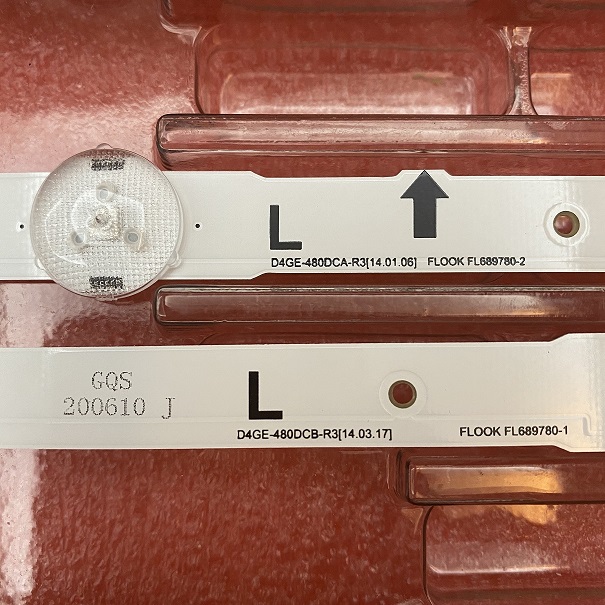 L
D4GE-480DCA-R3[14.01.06] FLOOK FL689780-2
GQS
200610 J
L
D4GE-480DCB-R3[14.03.17] FLOOK FL689780-1